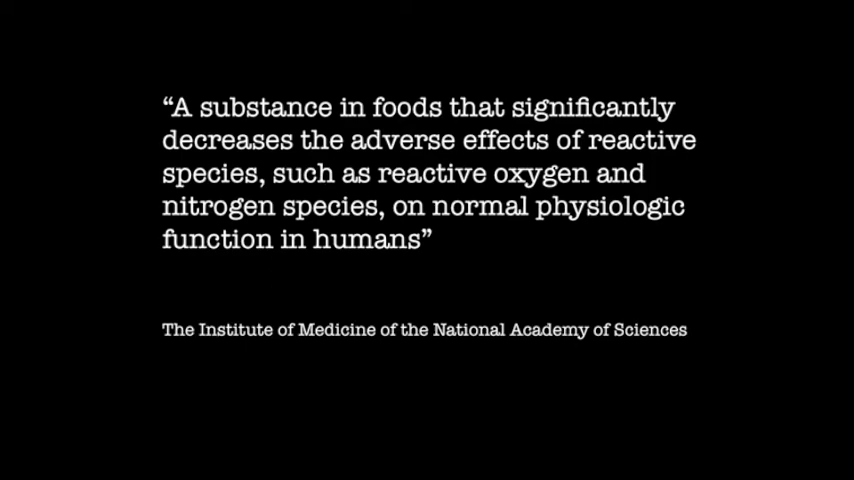 “A substance in foods that significantly
decreases the adverse effects of reactive
species, such as reactive oxygen and
nitrogen species, on normal physiologic
function in humans”
The Institute of Medicine of the National Academy of Sciences